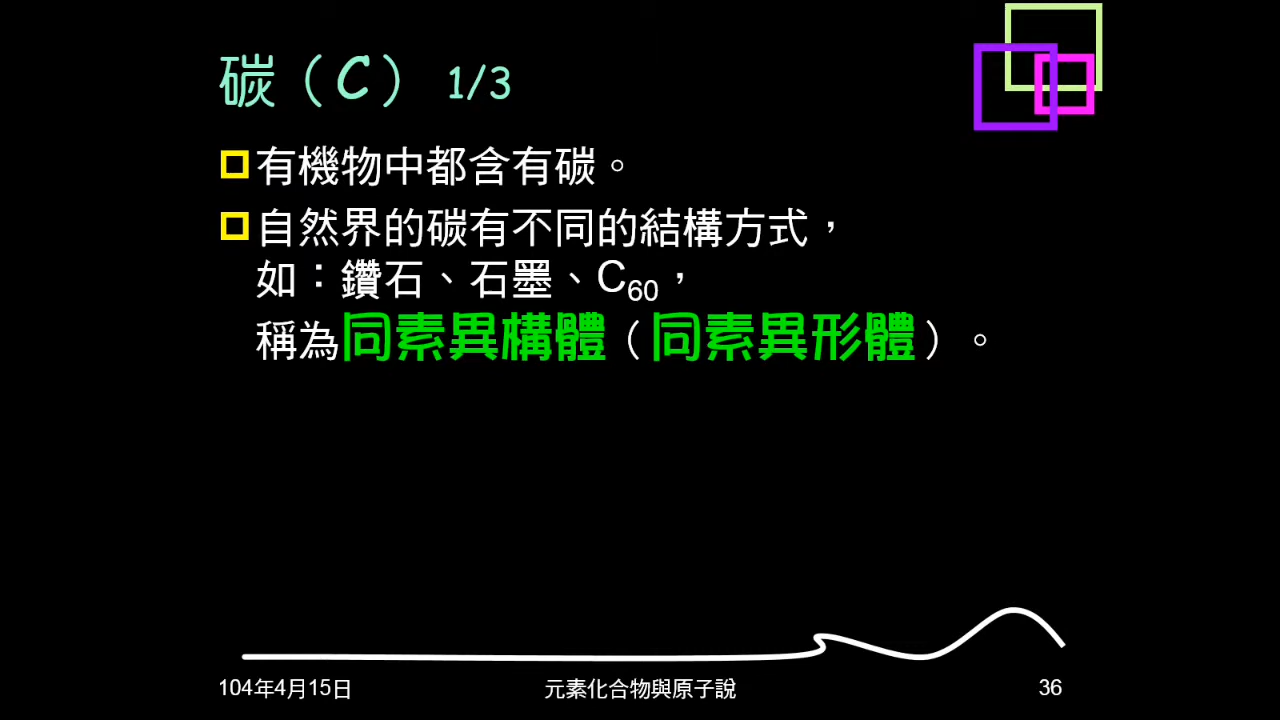 碳（C） 1/3
有機物中都含有碳。
自然界的碳有不同的結構方式，
如：鑽石、石墨、C₆₀，
稱為同素異構體（同素異形體）。
104年4月15日 元素化合物與原子說 36